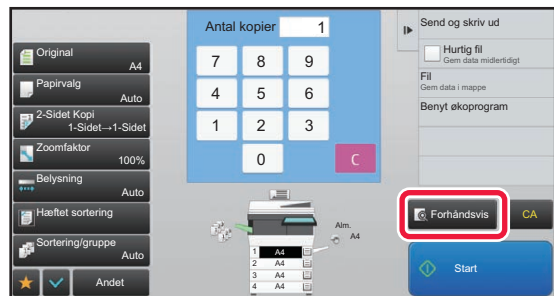 Original
A4
Papirvalg
Auto
2-Sidet Kopi
1-Sidet→1-Sidet
Zoomfaktor
100%
Belysning
Auto
Hæftet sortering
Sortering/gruppe
Auto
Andet
Antal kopier 1
7 8 9
4 5 6
1 2 3
0 C
Alm.
A4
1 A4
2 A4
3 A4
4 A4
Send og skriv ud
Hurtig fil
Gem data midlertidigt
Fil
Gem data i mappe
Benyt økoprogram
Forhåndsvis CA
Start